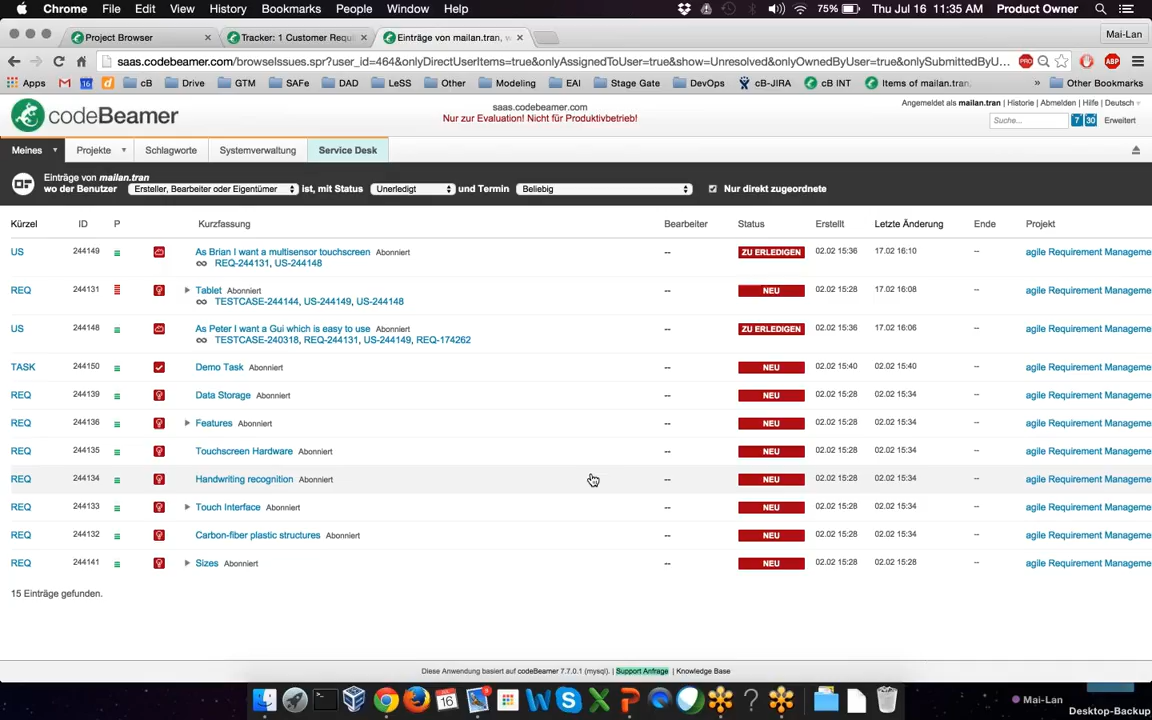 Chrome File Edit View History Bookmarks People Window Help 75% Thu Jul 16 11:35 AM Product Owner
Project Browser × Tracker: 1 Customer Requi × Einträge von mailan.tran, w × Mai-Lan
saas.codebeamer.com/browseIssues.spr?user_id=464&onlyDirectUserItems=true&onlyAssignedToUser=true&show=Unresolved&onlyOwnedByUser=true&onlySubmittedByU... PRO ABP
Apps 16 cB Drive GTM SAFe DAD LeSS Other Modeling EAI Stage Gate DevOps cB-JIRA cB INT Items of mailan.tran, » Other Bookmarks
codeBeamer
saas.codebeamer.com
Nur zur Evaluation! Nicht für Produktivbetrieb!
Angemeldet als mailan.tran | Historie | Abmelden | Hilfe | Deutsch
Suche... 7 30 Erweitert
Meines Projekte Schlagworte Systemverwaltung Service Desk
Einträge von mailan.tran
wo der Benutzer Ersteller, Bearbeiter oder Eigentümer ist, mit Status Unerledigt und Termin Beliebig Nur direkt zugeordnete
Kürzel ID P Kurzfassung Bearbeiter Status Erstellt Letzte Änderung Ende Projekt
US 244149 As Brian I want a multisensor touchscreen Abonniert -- ZU ERLEDIGEN 02.02 15:36 17.02 16:10 -- agile Requirement Manageme
REQ-244131, US-244148
REQ 244131 Tablet Abonniert -- NEU 02.02 15:28 17.02 16:08 -- agile Requirement Manageme
TESTCASE-244144, US-244149, US-244148
US 244148 As Peter I want a Gui which is easy to use Abonniert -- ZU ERLEDIGEN 02.02 15:36 17.02 16:06 -- agile Requirement Manageme
TESTCASE-240318, REQ-244131, US-244149, REQ-174262
TASK 244150 Demo Task Abonniert -- NEU 02.02 15:40 02.02 15:40 -- agile Requirement Manageme
REQ 244139 Data Storage Abonniert -- NEU 02.02 15:28 02.02 15:34 -- agile Requirement Manageme
REQ 244136 Features Abonniert -- NEU 02.02 15:28 02.02 15:34 -- agile Requirement Manageme
REQ 244135 Touchscreen Hardware Abonniert -- NEU 02.02 15:28 02.02 15:34 -- agile Requirement Manageme
REQ 244134 Handwriting recognition Abonniert -- NEU 02.02 15:28 02.02 15:34 -- agile Requirement Manageme
REQ 244133 Touch Interface Abonniert -- NEU 02.02 15:28 02.02 15:34 -- agile Requirement Manageme
REQ 244132 Carbon-fiber plastic structures Abonniert -- NEU 02.02 15:28 02.02 15:34 -- agile Requirement Manageme
REQ 244141 Sizes Abonniert -- NEU 02.02 15:28 02.02 15:28 -- agile Requirement Manageme
15 Einträge gefunden.
Diese Anwendung basiert auf codeBeamer 7.7.0.1 (mysql). | Support Anfrage | Knowledge Base
16
Mai-Lan
Desktop-Backup